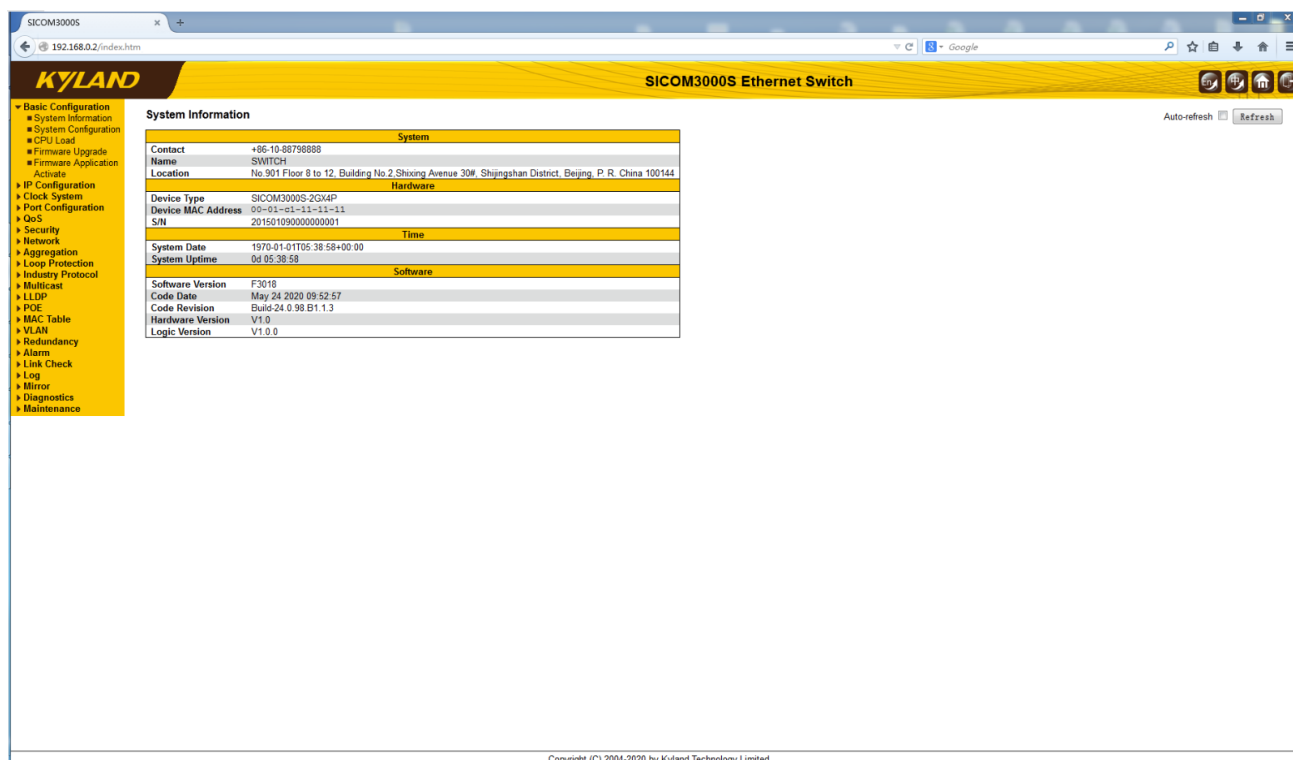 SICOM3000S
192.168.0.2/index.htm
Google
KYLAND
SICOM3000S Ethernet Switch
En
Basic Configuration
System Information
System Configuration
CPU Load
Firmware Upgrade
Firmware Application
Activate
IP Configuration
Clock System
Port Configuration
QoS
Security
Network
Aggregation
Loop Protection
Industry Protocol
Multicast
LLDP
POE
MAC Table
VLAN
Redundancy
Alarm
Link Check
Log
Mirror
Diagnostics
Maintenance
System Information
Auto-refresh Refresh
System
Contact +86-10-88798888
Name SWITCH
Location No.901 Floor 8 to 12, Building No.2,Shixing Avenue 30#, Shijingshan District, Beijing, P. R. China 100144
Hardware
Device Type SICOM3000S-2GX4P
Device MAC Address 00-01-c1-11-11-11
S/N 201501090000000001
Time
System Date 1970-01-01T05:38:58+00:00
System Uptime 0d 05:38:58
Software
Software Version F3018
Code Date May 24 2020 09:52:57
Code Revision Build-24.0.98.B1.1.3
Hardware Version V1.0
Logic Version V1.0.0
Copyright (C) 2004-2020 by Kyland Technology Limited